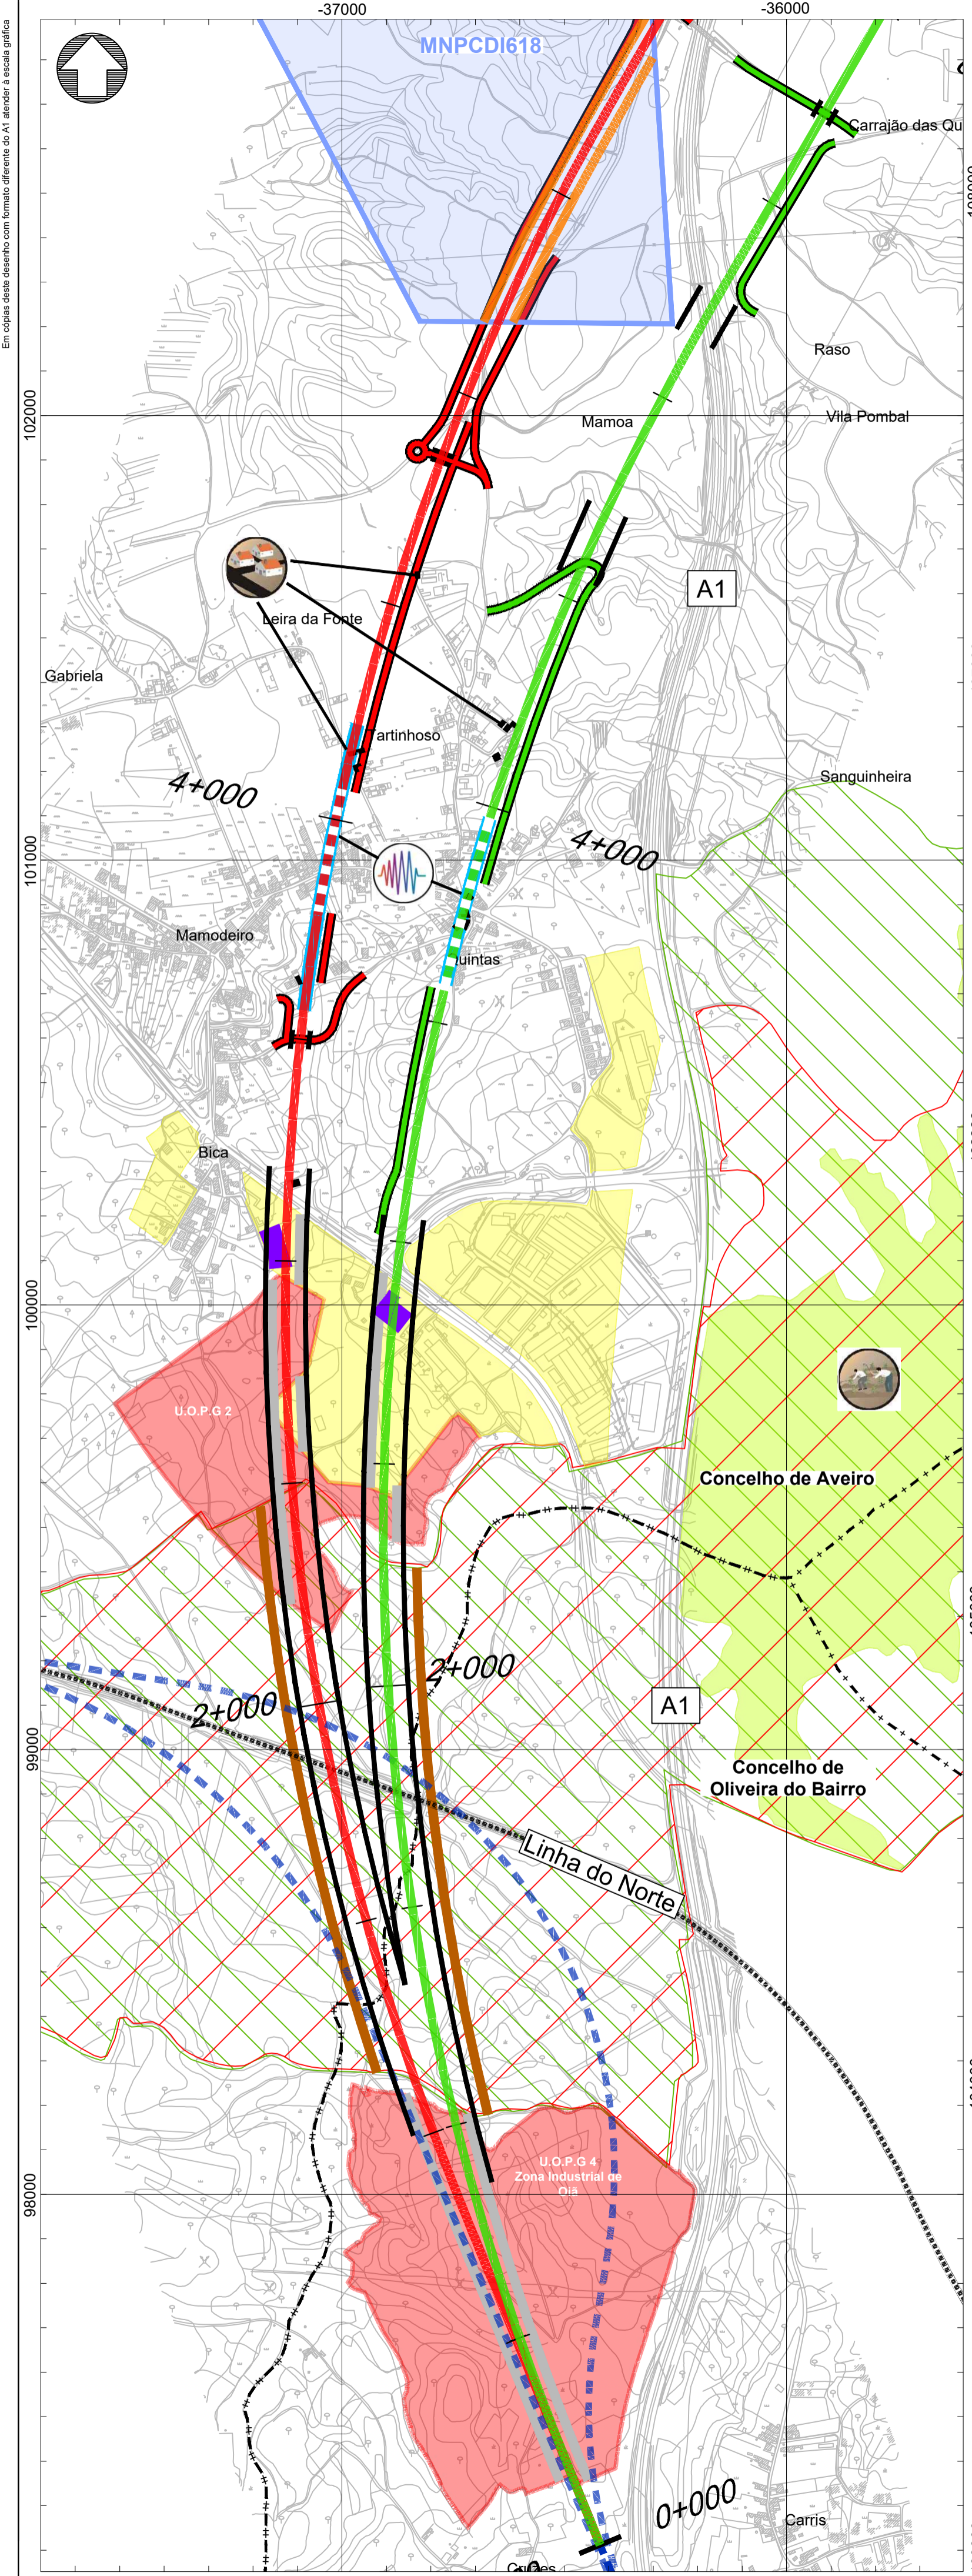 -37000
-36000
Em cópias deste desenho com formato diferente do A1 atender à escala gráfica
MNPCDI618
Carrajão das Qu
Raso
102000
Mamoa
Vila Pombal
A1
Leira da Fonte
Gabriela
Tartinhoso
Sanguinheira
4+000
4+000
101000
Mamodeiro
uintas
Bica
100000
U.O.P.G 2
Concelho de Aveiro
2+000
2+000
A1
99000
Concelho de
Oliveira do Bairro
Linha do Norte
U.O.P.G 4
Zona Industrial de
Oiã
98000
0+000
Carris